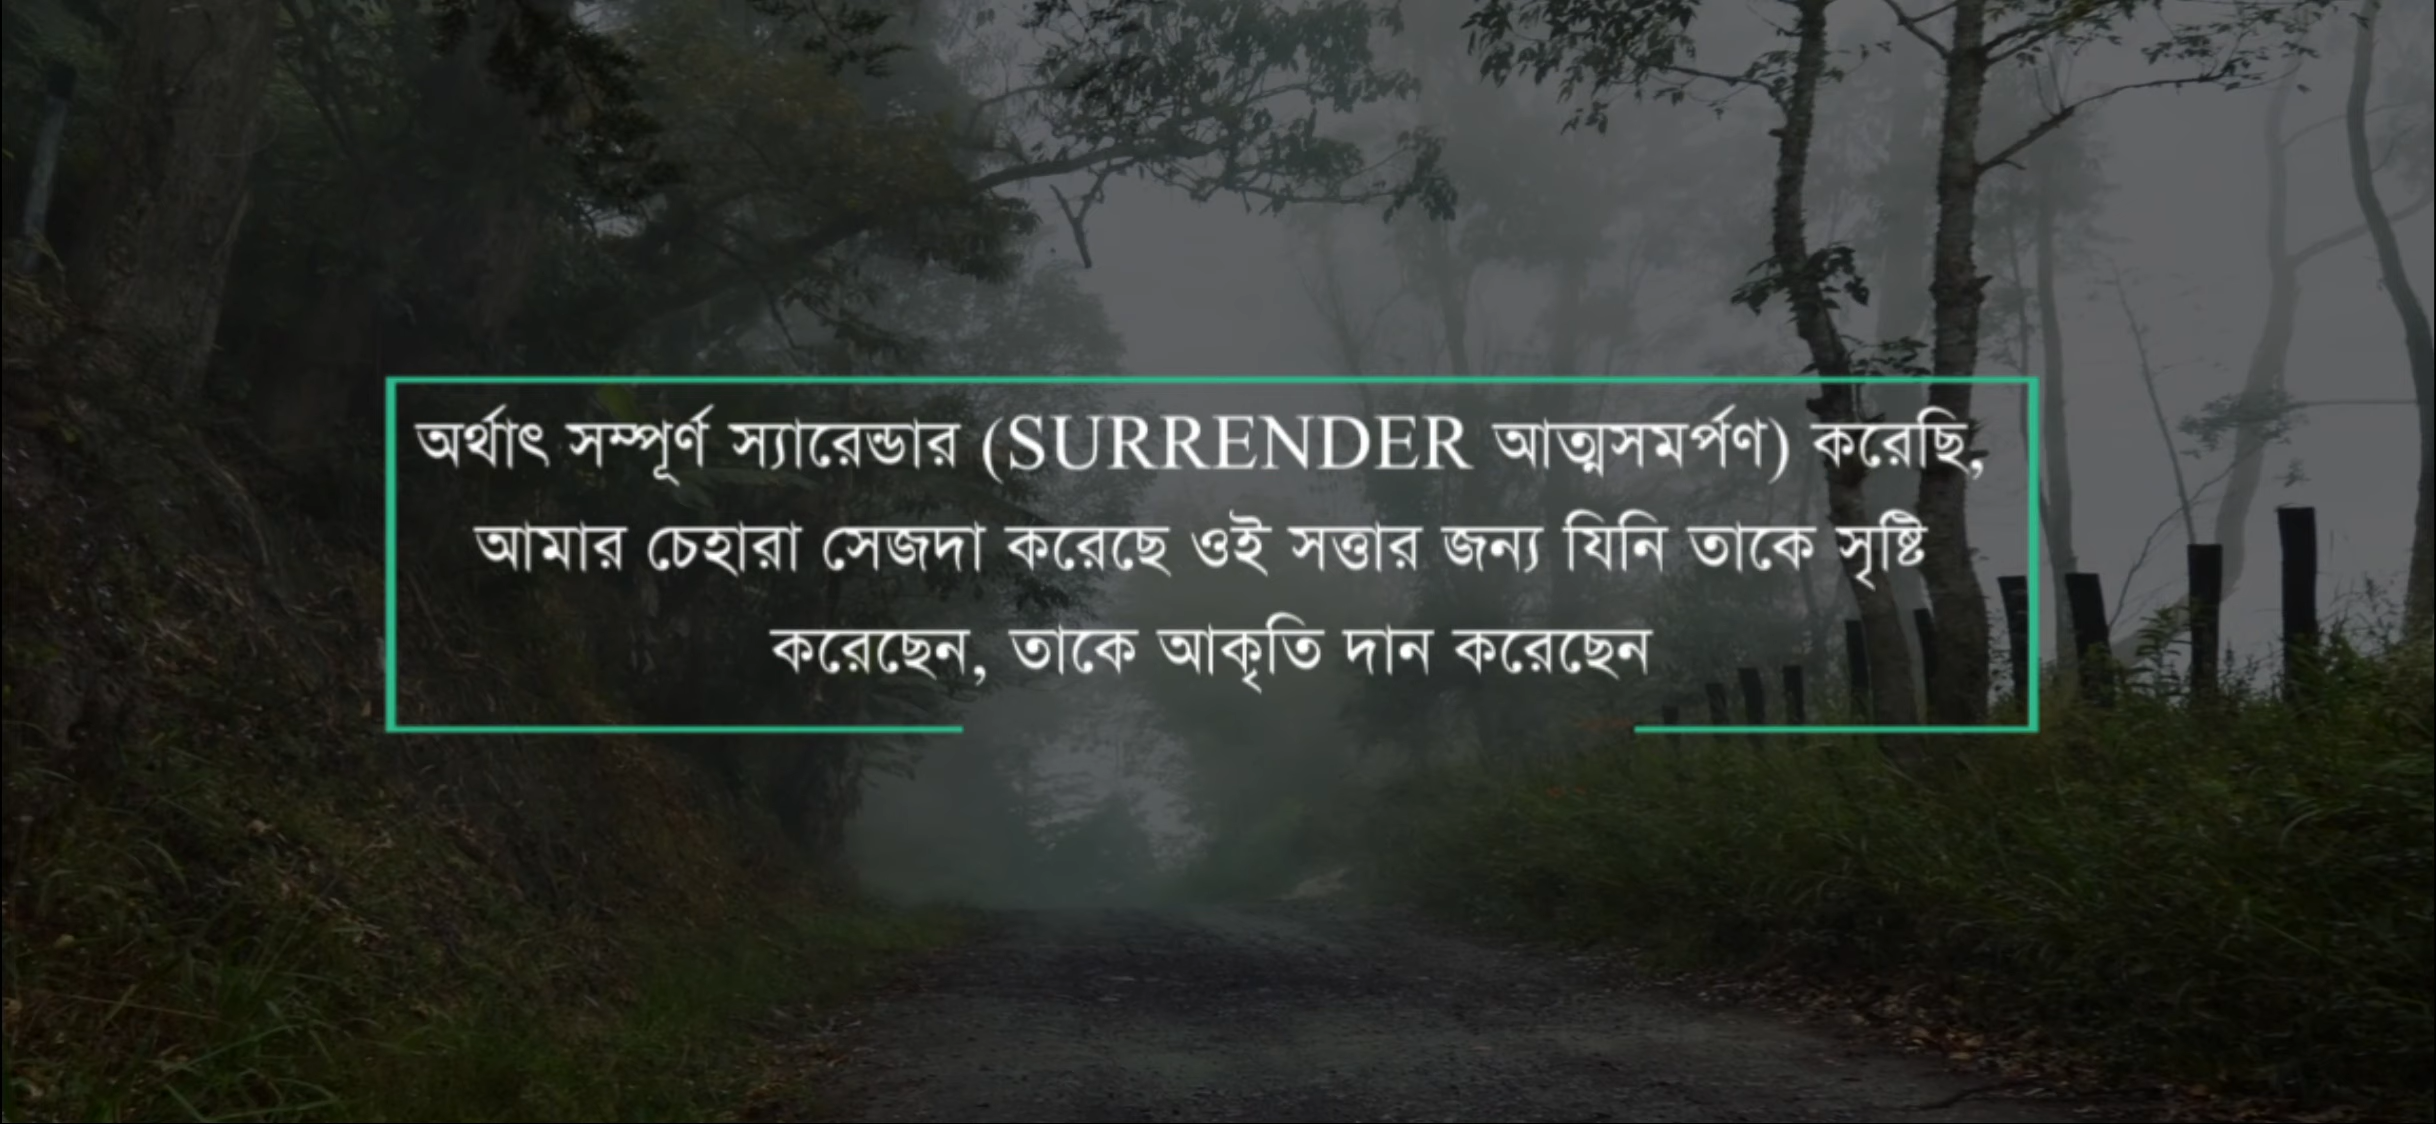 অর্থাৎ সম্পূর্ণ স্যারেন্ডার (SURRENDER আত্মসমর্পণ) করেছি,
আমার চেহারা সেজদা করেছে ওই সত্তার জন্য যিনি তাকে সৃষ্টি
করেছেন, তাকে আকৃতি দান করেছেন